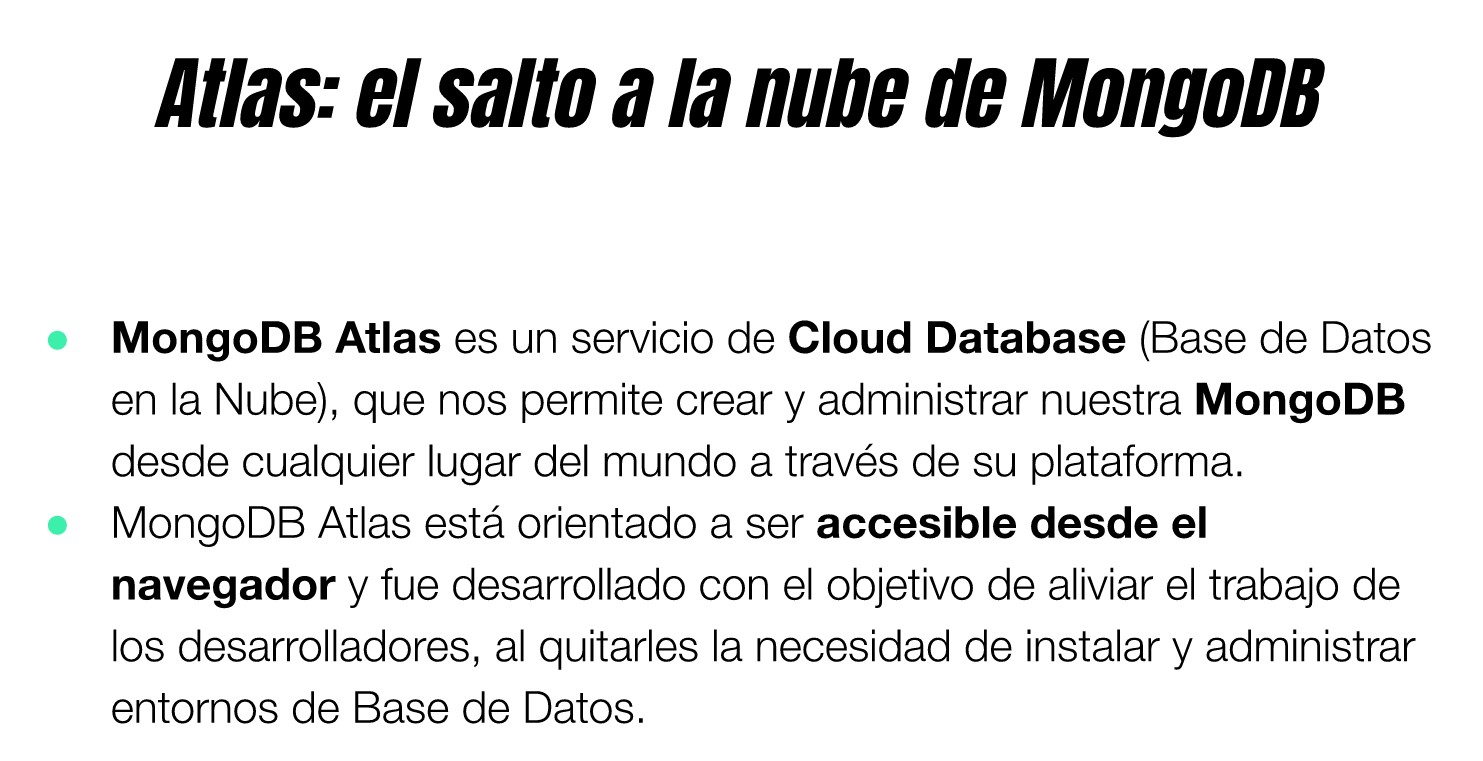 Atlas: el salto a la nube de MongoDB
● MongoDB Atlas es un servicio de Cloud Database (Base de Datos
en la Nube), que nos permite crear y administrar nuestra MongoDB
desde cualquier lugar del mundo a través de su plataforma.
● MongoDB Atlas está orientado a ser accesible desde el
navegador y fue desarrollado con el objetivo de aliviar el trabajo de
los desarrolladores, al quitarles la necesidad de instalar y administrar
entornos de Base de Datos.